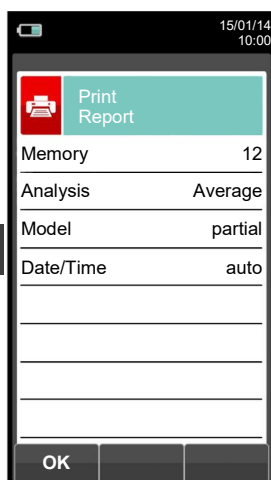 15/01/14
10:00
Print
Report
Memory 12
Analysis Average
Model partial
Date/Time auto
OK